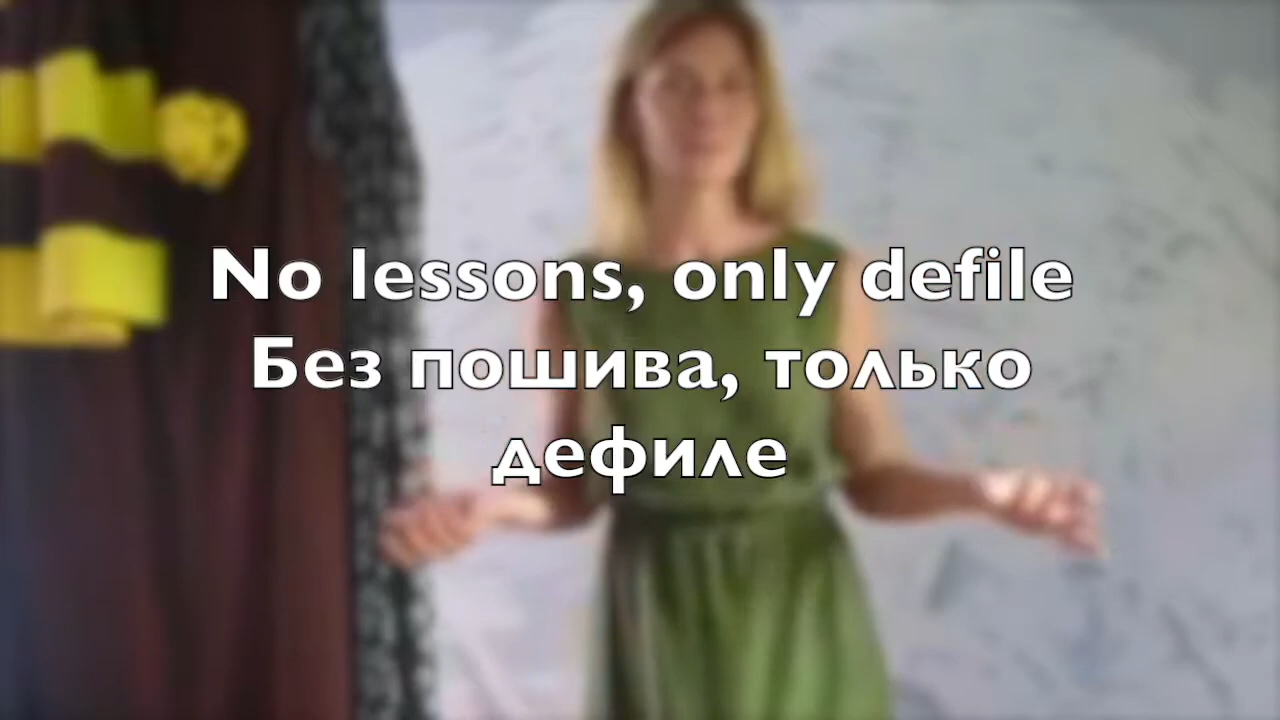 No lessons, only defile
Без пошива, только
дефиле